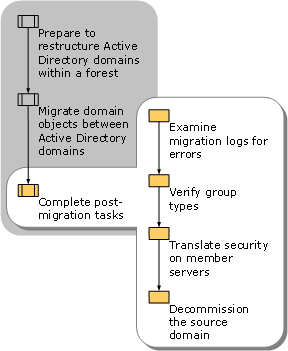 Prepare to
restructure Active
Directory domains
within a forest
Migrate domain
objects between
Active Directory
domains
Complete post-
migration tasks
Examine
migration logs for
errors
Verify group
types
Translate security
on member
servers
Decommission
the source
domain